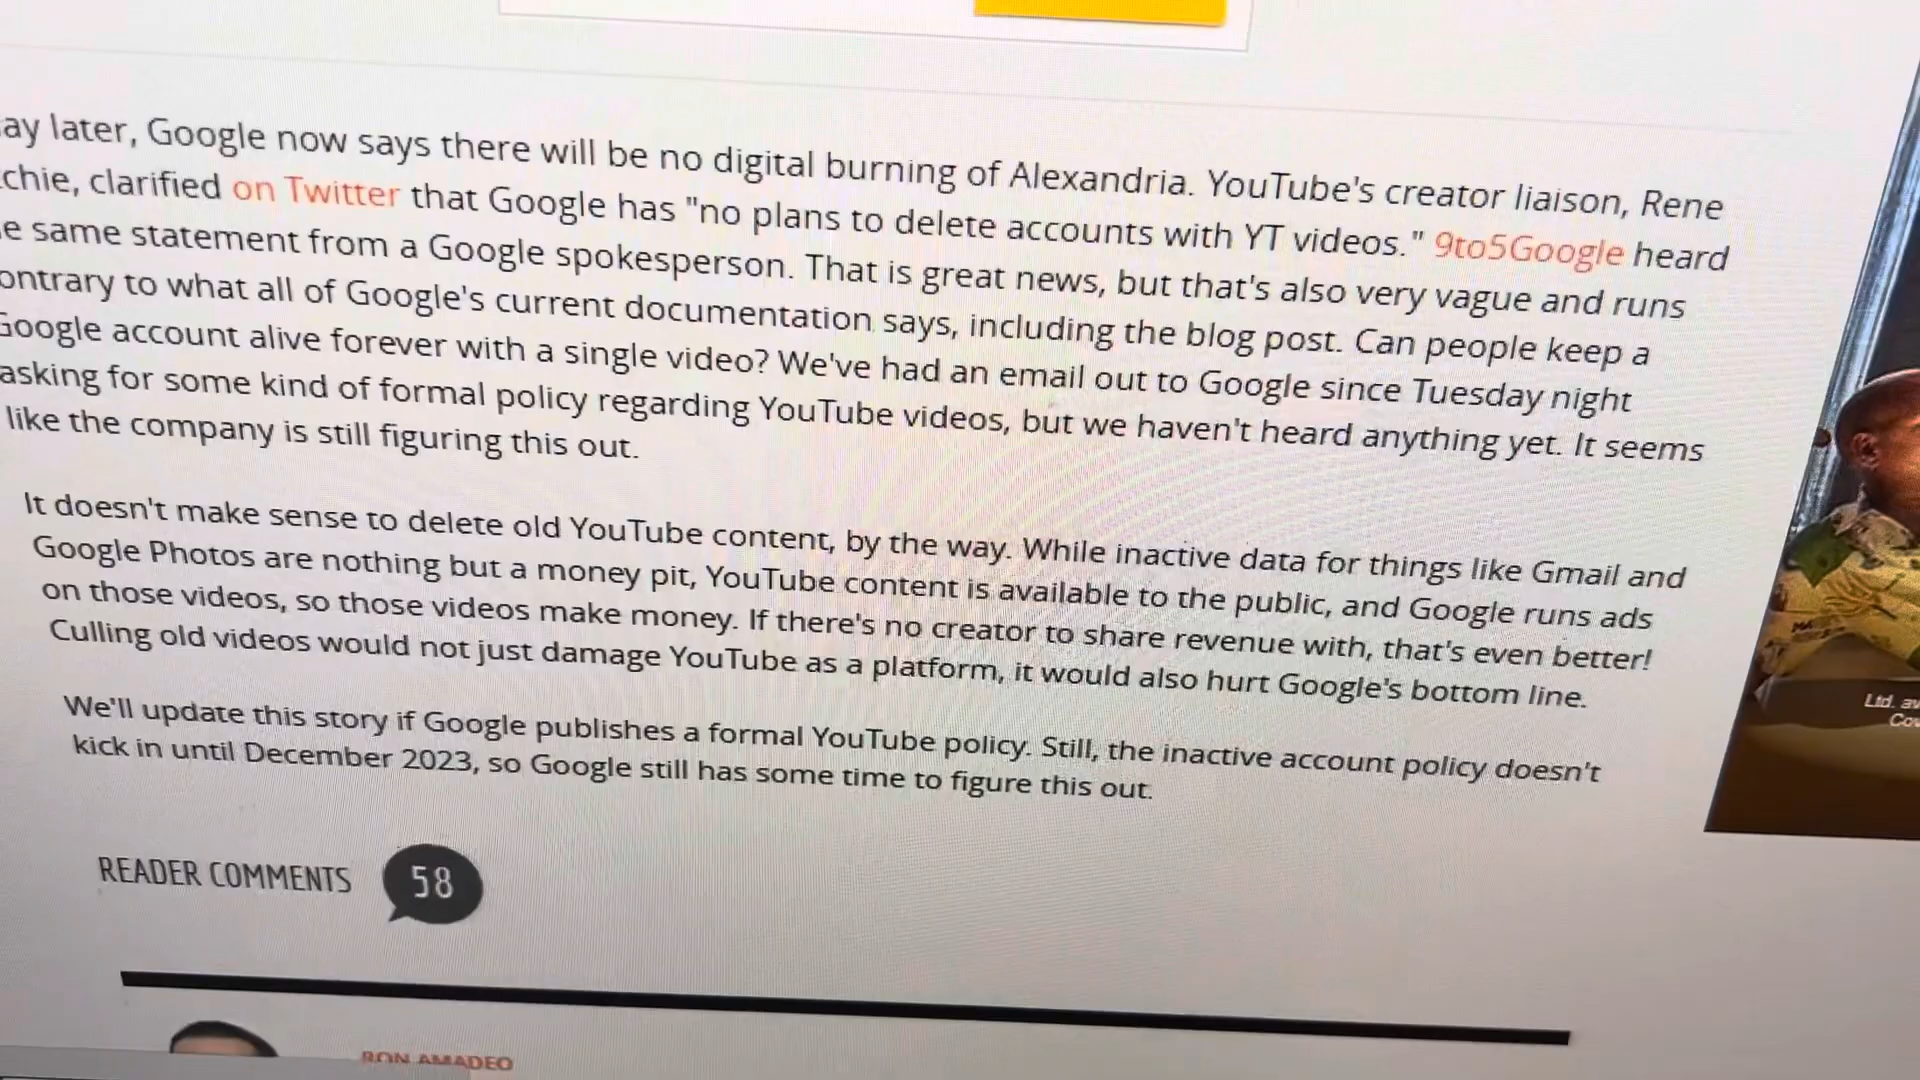 ay later, Google now says there will be no digital burning of Alexandria. YouTube's creator liaison, Rene
chie, clarified on Twitter that Google has "no plans to delete accounts with YT videos." 9to5Google heard
e same statement from a Google spokesperson. That is great news, but that's also very vague and runs
ontrary to what all of Google's current documentation says, including the blog post. Can people keep a
Google account alive forever with a single video? We've had an email out to Google since Tuesday night
asking for some kind of formal policy regarding YouTube videos, but we haven't heard anything yet. It seems
like the company is still figuring this out.
It doesn't make sense to delete old YouTube content, by the way. While inactive data for things like Gmail and
Google Photos are nothing but a money pit, YouTube content is available to the public, and Google runs ads
on those videos, so those videos make money. If there's no creator to share revenue with, that's even better!
Culling old videos would not just damage YouTube as a platform, it would also hurt Google's bottom line.
We'll update this story if Google publishes a formal YouTube policy. Still, the inactive account policy doesn't
kick in until December 2023, so Google still has some time to figure this out.
READER COMMENTS 58
RON AMADEO
Ltd. aw
Cov